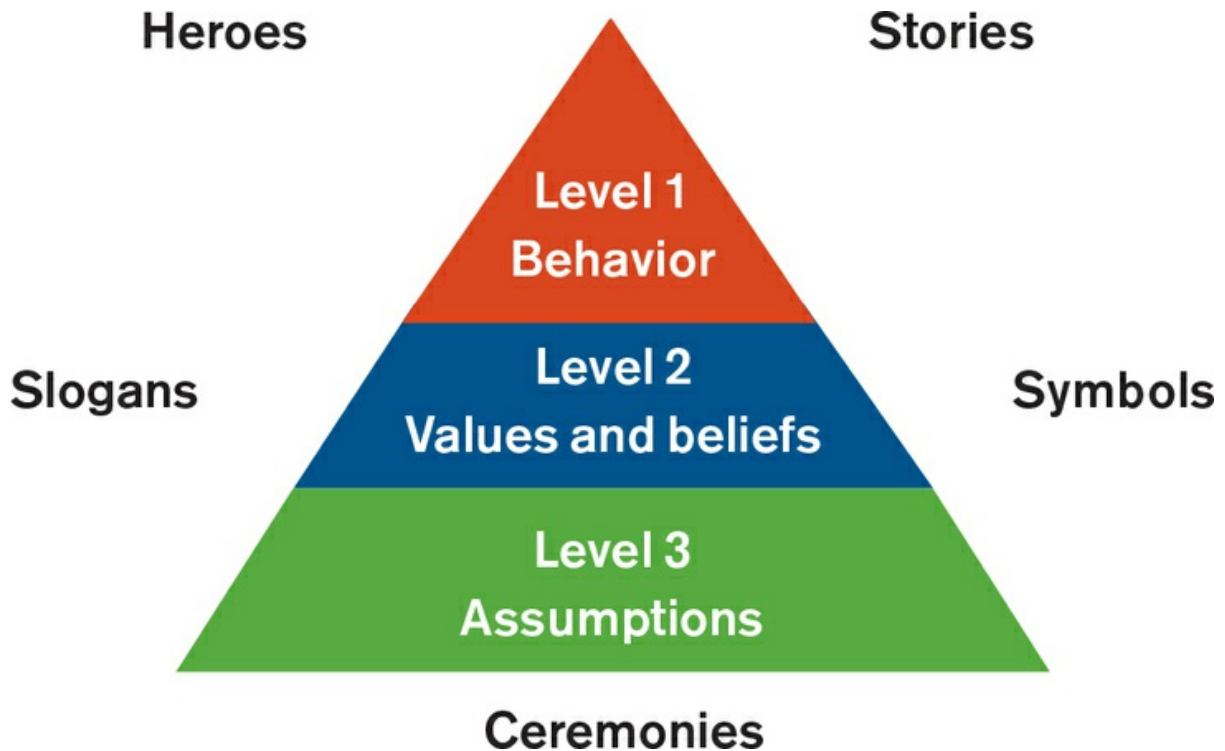 Heroes
Stories
Level 1
Behavior
Slogans
Level 2
Values and beliefs
Symbols
Level 3
Assumptions
Ceremonies